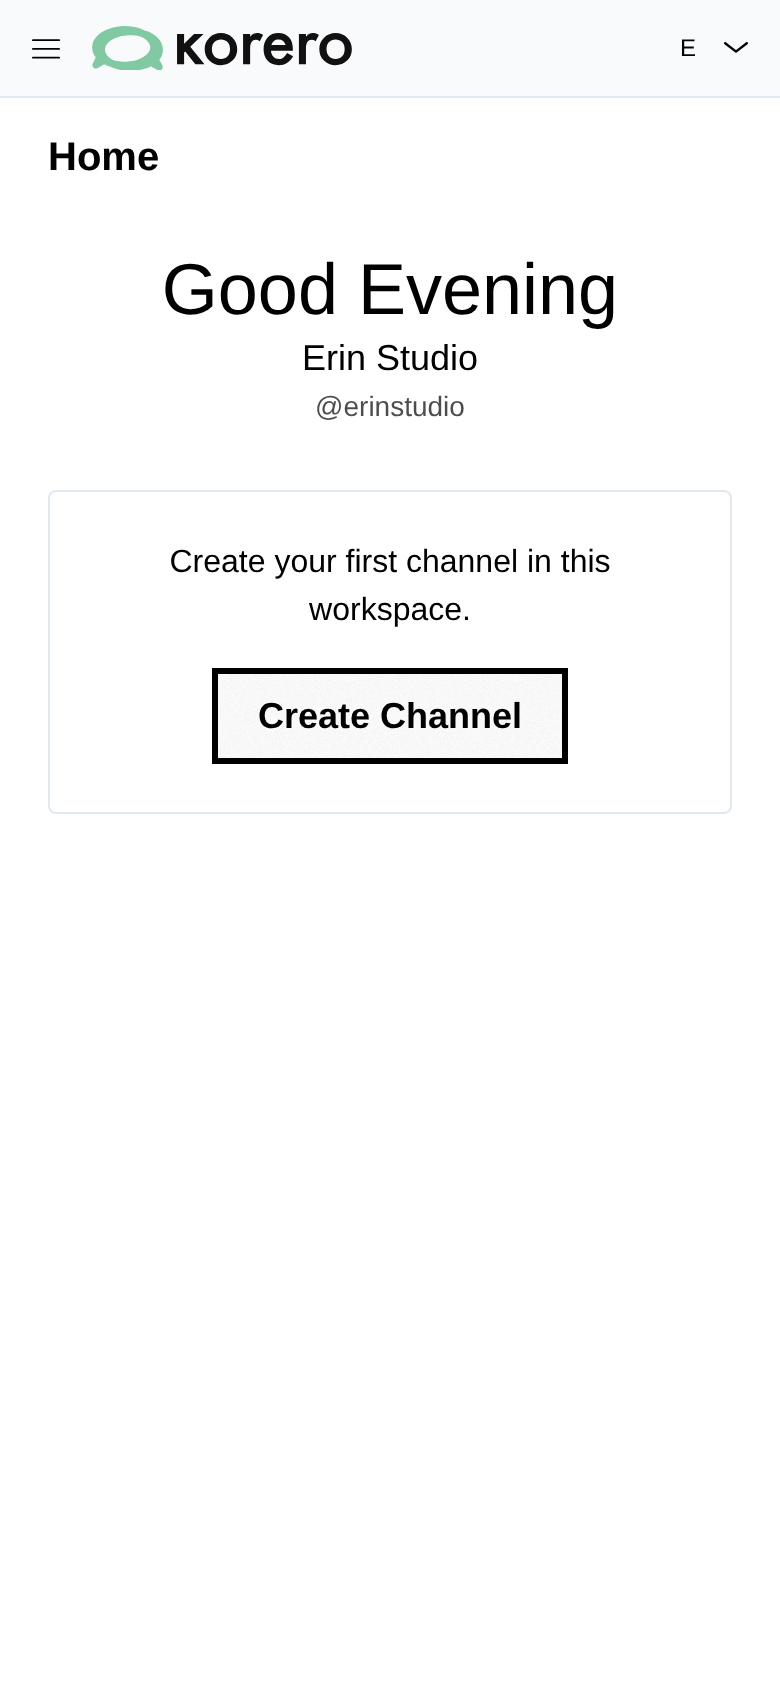 korero
E
Home
Good Evening
Erin Studio
@erinstudio
Create your first channel in this
workspace.
Create Channel